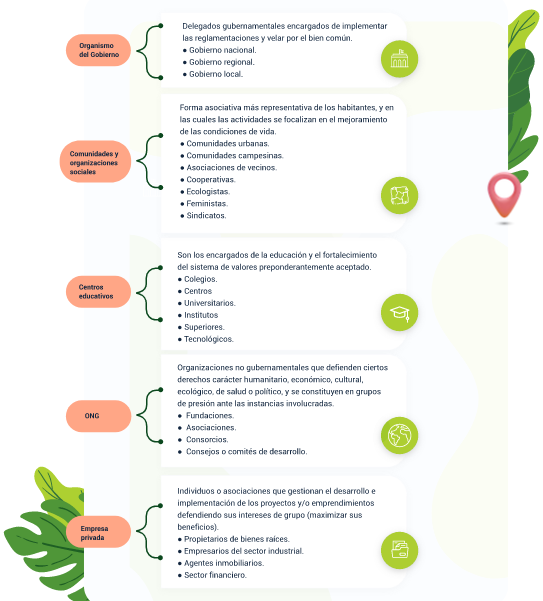 Organismo
del Gobierno
Delegados gubernamentales encargados de implementar
las reglamentaciones y velar por el bien común.
● Gobierno nacional.
● Gobierno regional.
● Gobierno local.
Comunidades y
organizaciones
sociales
Forma asociativa más representativa de los habitantes, y en
las cuales las actividades se focalizan en el mejoramiento
de las condiciones de vida.
● Comunidades urbanas.
● Comunidades campesinas.
● Asociaciones de vecinos.
● Cooperativas.
● Ecologistas.
● Feministas.
● Sindicatos.
Centros
educativos
Son los encargados de la educación y el fortalecimiento
del sistema de valores preponderantemente aceptado.
● Colegios.
● Centros
● Universitarios.
● Institutos
● Superiores.
● Tecnológicos.
ONG
Organizaciones no gubernamentales que defienden ciertos
derechos carácter humanitario, económico, cultural,
ecológico, de salud o político, y se constituyen en grupos
de presión ante las instancias involucradas.
● Fundaciones.
● Asociaciones.
● Consorcios.
● Consejos o comités de desarrollo.
Empresa
privada
Individuos o asociaciones que gestionan el desarrollo e
implementación de los proyectos y/o emprendimientos
defendiendo sus intereses de grupo (maximizar sus
beneficios).
● Propietarios de bienes raíces.
● Empresarios del sector industrial.
● Agentes inmobiliarios.
● Sector financiero.